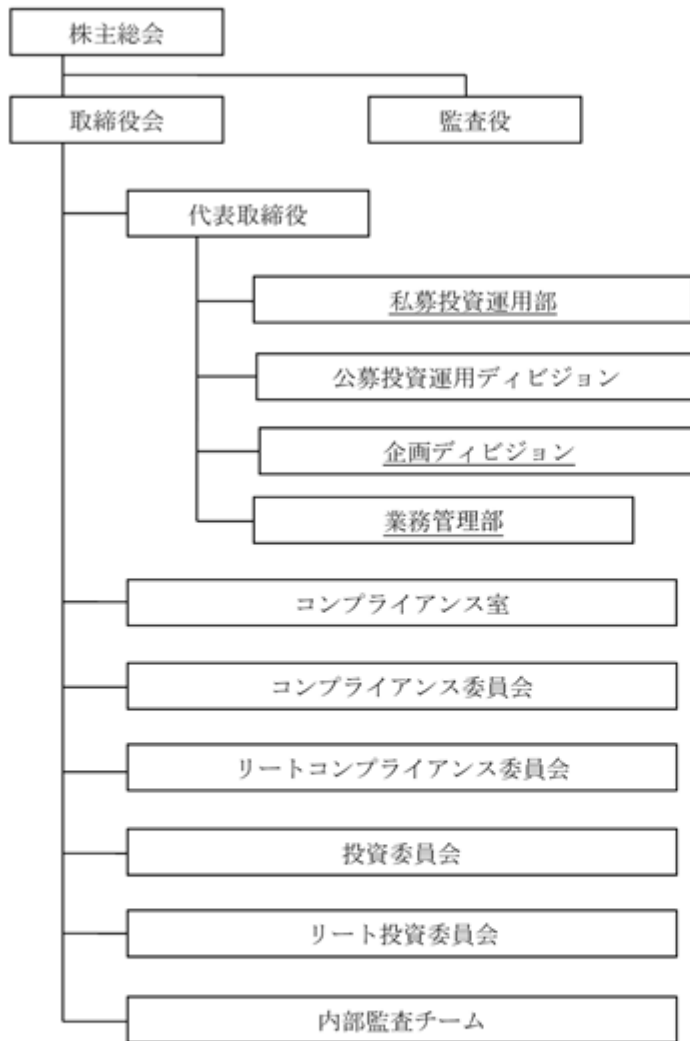 株主総会
取締役会
監査役
代表取締役
私募投資運用部
公募投資運用ディビジョン
企画ディビジョン
業務管理部
コンプライアンス室
コンプライアンス委員会
リートコンプライアンス委員会
投資委員会
リート投資委員会
内部監査チーム